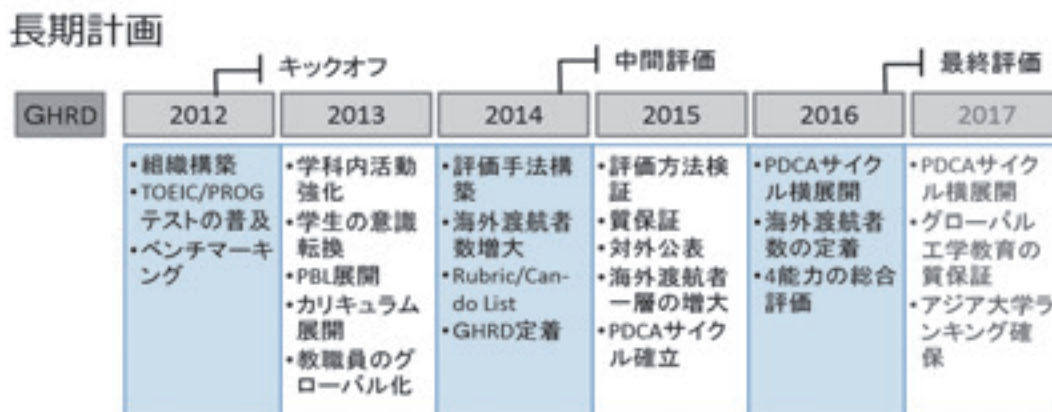 長期計画
キックオフ
中間評価
最終評価
GHRD
2012
2013
2014
2015
2016
2017
•組織構築
•TOEIC/PROG
テストの普及
•ベンチマーキ
ング
•学科内活動
強化
•学生の意識
転換
•PBL展開
•カリキュラム
展開
•教職員のグ
ローバル化
•評価手法構
築
•海外渡航者
数増大
•Rubric/Can-
do List
•GHRD定着
•評価方法検
証
•質保証
•対外公表
•海外渡航者
一層の増大
•PDCAサイク
ル確立
•PDCAサイク
ル横展開
•海外渡航者
数の定着
•4能力の総合
評価
•PDCAサイク
ル横展開
•グローバル
工学教育の
質保証
•アジア大学ラ
ンキング確
保